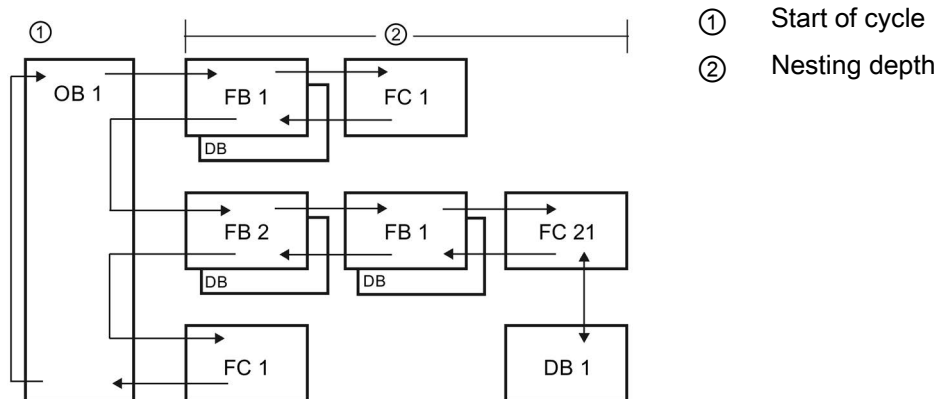 ① Start of cycle
② Nesting depth
①
②
OB 1
FB 1
FC 1
DB
FB 2
FB 1
FC 21
DB
DB
FC 1
DB 1